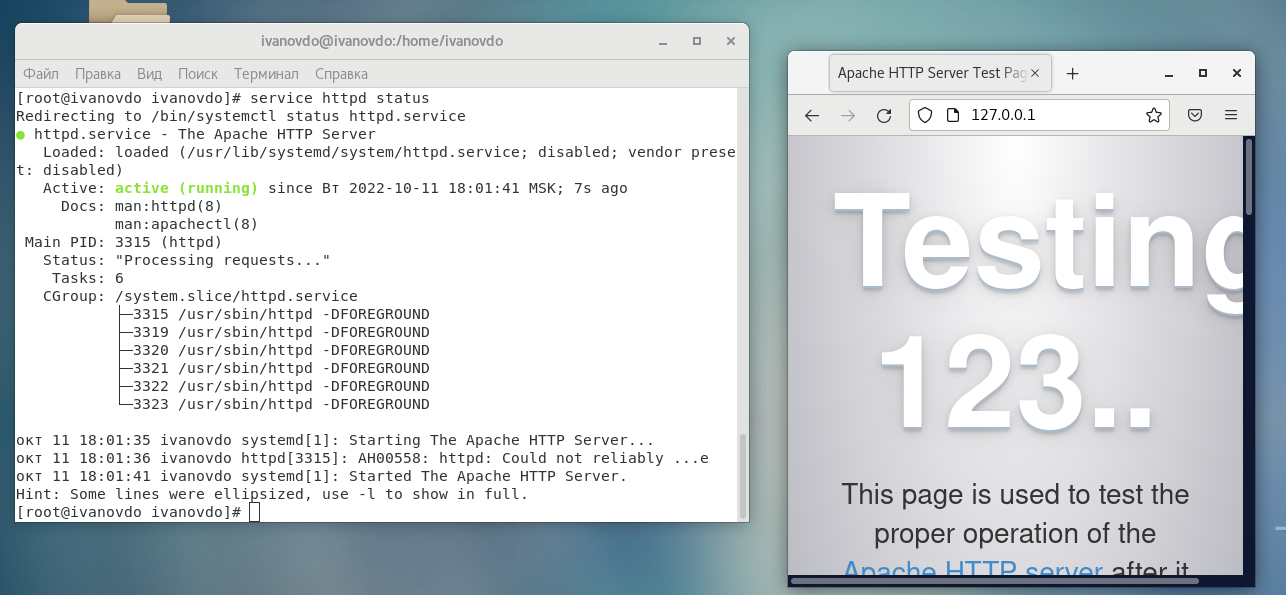 ivanovdo@ivanovdo:/home/ivanovdo
Файл Правка Вид Поиск Терминал Справка
[root@ivanovdo ivanovdo]# service httpd status
Redirecting to /bin/systemctl status httpd.service
● httpd.service - The Apache HTTP Server
   Loaded: loaded (/usr/lib/systemd/system/httpd.service; disabled; vendor prese
t: disabled)
   Active: active (running) since Вт 2022-10-11 18:01:41 MSK; 7s ago
     Docs: man:httpd(8)
           man:apachectl(8)
 Main PID: 3315 (httpd)
   Status: "Processing requests..."
    Tasks: 6
   CGroup: /system.slice/httpd.service
           ├─3315 /usr/sbin/httpd -DFOREGROUND
           ├─3319 /usr/sbin/httpd -DFOREGROUND
           ├─3320 /usr/sbin/httpd -DFOREGROUND
           ├─3321 /usr/sbin/httpd -DFOREGROUND
           ├─3322 /usr/sbin/httpd -DFOREGROUND
           └─3323 /usr/sbin/httpd -DFOREGROUND

окт 11 18:01:35 ivanovdo systemd[1]: Starting The Apache HTTP Server...
окт 11 18:01:36 ivanovdo httpd[3315]: AH00558: httpd: Could not reliably ...e
окт 11 18:01:41 ivanovdo systemd[1]: Started The Apache HTTP Server.
Hint: Some lines were ellipsized, use -l to show in full.
[root@ivanovdo ivanovdo]#
Apache HTTP Server Test Pag
127.0.0.1
Testing
123..
This page is used to test the
proper operation of the
Apache HTTP server after it